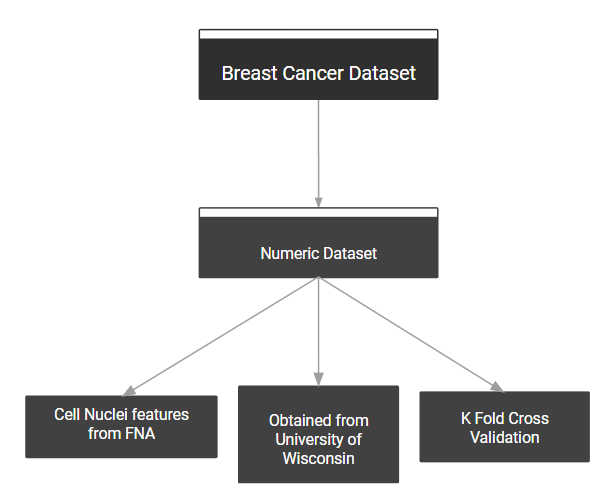 Breast Cancer Dataset
Numeric Dataset
Cell Nuclei features
from FNA
Obtained from
University of
Wisconsin
K Fold Cross
Validation